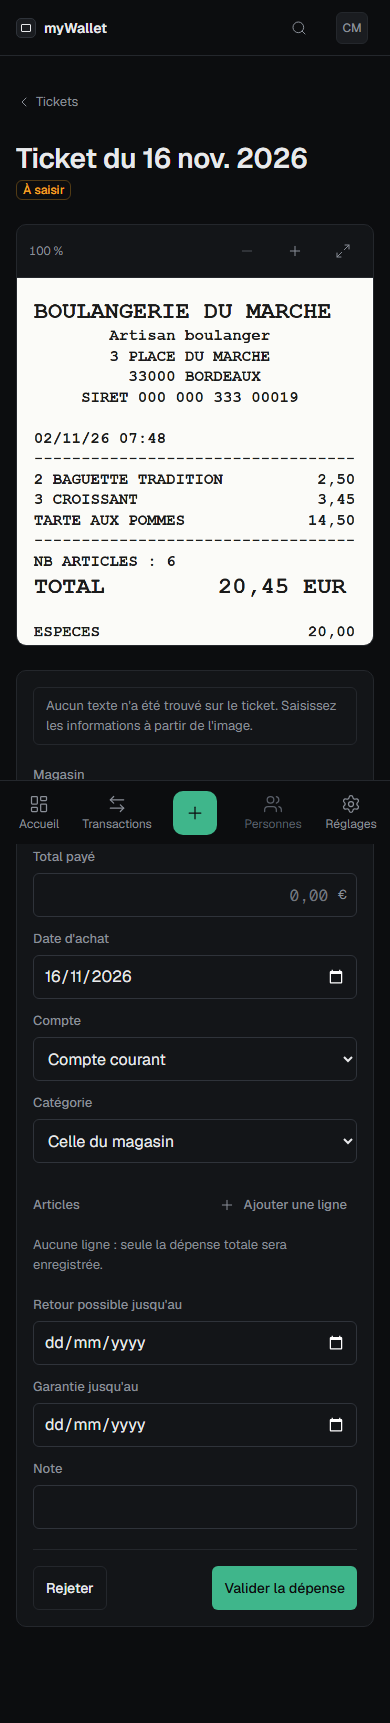 myWallet
CM
Tickets
Ticket du 16 nov. 2026
À saisir
100 %
BOULANGERIE DU MARCHE
Artisan boulanger
3 PLACE DU MARCHE
33000 BORDEAUX
SIRET 000 000 333 00019
02/11/26 07:48
----------------------------------
2 BAGUETTE TRADITION 2,50
3 CROISSANT 3,45
TARTE AUX POMMES 14,50
----------------------------------
NB ARTICLES : 6
TOTAL 20,45 EUR
ESPECES 20,00
Aucun texte n'a été trouvé sur le ticket. Saisissez
les informations à partir de l'image.
Magasin
Accueil Transactions Personnes Réglages
Total payé
0,00 €
Date d'achat
16/11/2026
Compte
Compte courant
Catégorie
Celle du magasin
Articles
Ajouter une ligne
Aucune ligne : seule la dépense totale sera
enregistrée.
Retour possible jusqu'au
dd/mm/yyyy
Garantie jusqu'au
dd/mm/yyyy
Note
Rejeter Valider la dépense